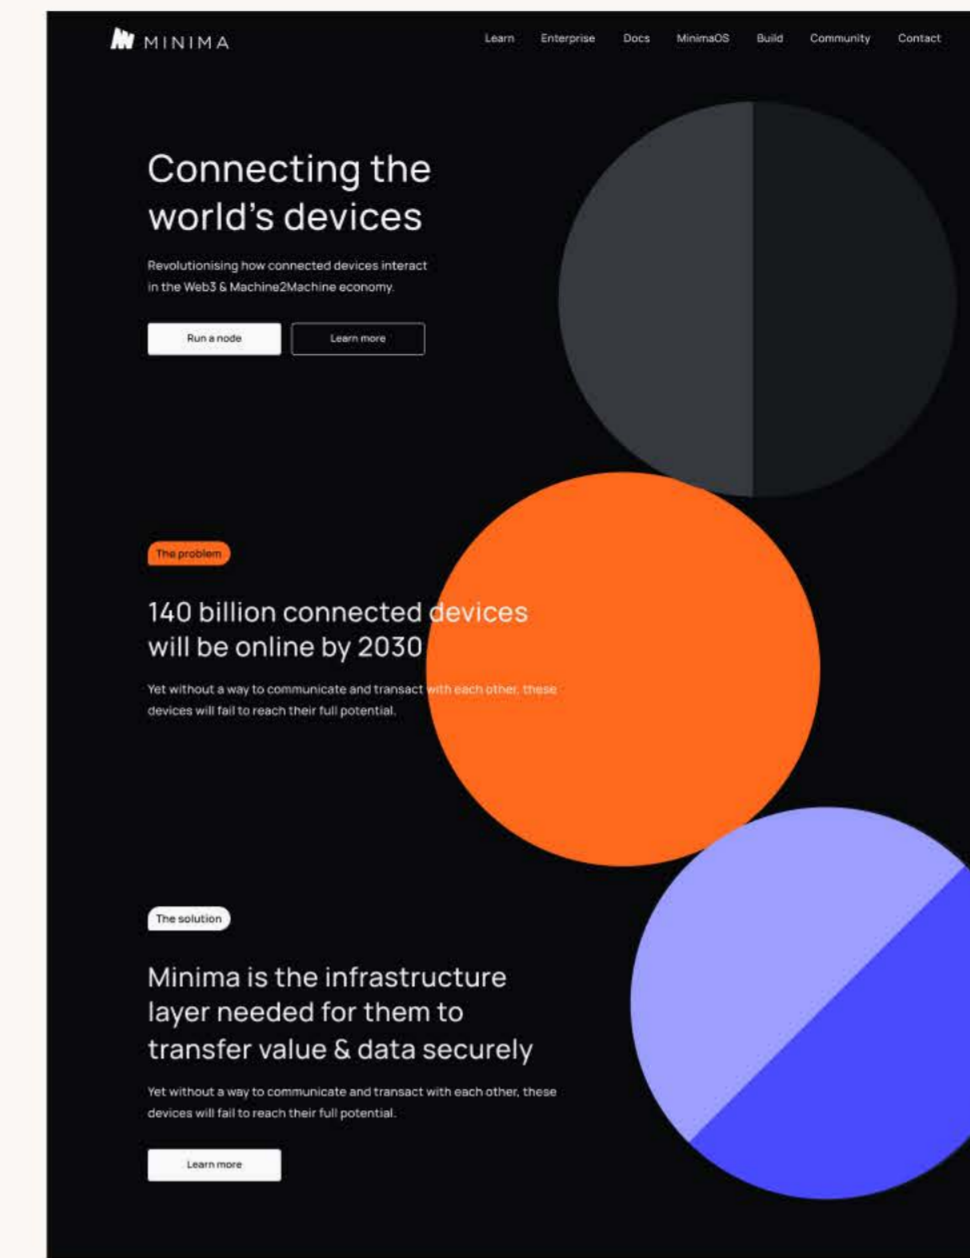 MINIMA
Learn Enterprise Docs MinimaOS Build Community Contact
Connecting the
world's devices
Revolutionising how connected devices interact
in the Web3 & Machine2Machine economy.
Run a node
Learn more
The problem
140 billion connected devices
will be online by 2030
Yet without a way to communicate and transact with each other, these
devices will fail to reach their full potential.
The solution
Minima is the infrastructure
layer needed for them to
transfer value & data securely
Yet without a way to communicate and transact with each other, these
devices will fail to reach their full potential.
Learn more